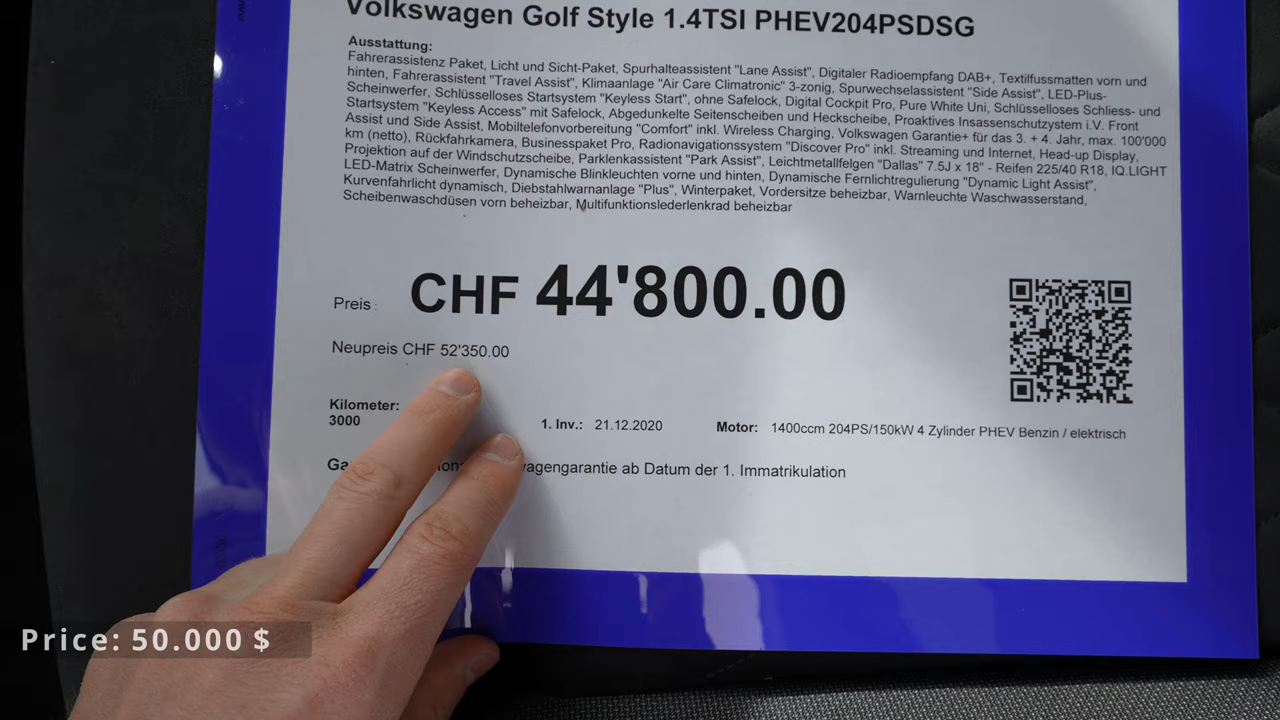 Volkswagen Golf Style 1.4TSI PHEV204PSDSG
Ausstattung:
Fahrerassistenz Paket, Licht und Sicht-Paket, Spurhalteassistent "Lane Assist", Digitaler Radioempfang DAB+, Textilfussmatten vorn und
hinten, Fahrerassistent "Travel Assist", Klimaanlage "Air Care Climatronic" 3-zonig, Spurwechselassistent "Side Assist", LED-Plus-
Scheinwerfer, Schlüsselloses Startsystem "Keyless Start", ohne Safelock, Digital Cockpit Pro, Pure White Uni, Schlüsselloses Schliess- und
Startsystem "Keyless Access" mit Safelock, Abgedunkelte Seitenscheiben und Heckscheibe, Proaktives Insassenschutzsystem i.V. Front
Assist und Side Assist, Mobiltelefonvorbereitung "Comfort" inkl. Wireless Charging, Volkswagen Garantie+ für das 3. + 4. Jahr, max. 100'000
km (netto), Rückfahrkamera, Businesspaket Pro, Radionavigationssystem "Discover Pro" inkl. Streaming und Internet, Head-up Display,
Projektion auf der Windschutzscheibe, Parklenkassistent "Park Assist", Leichtmetallfelgen "Dallas" 7.5J x 18" - Reifen 225/40 R18, IQ.LIGHT
LED-Matrix Scheinwerfer, Dynamische Blinkleuchten vorne und hinten, Dynamische Fernlichtregulierung "Dynamic Light Assist",
Kurvenfahrlicht dynamisch, Diebstahlwarnanlage "Plus", Winterpaket, Vordersitze beheizbar, Warnleuchte Waschwasserstand,
Scheibenwaschdüsen vorn beheizbar, Multifunktionslederlenkrad beheizbar
Preis: CHF 44'800.00
Neupreis CHF 52'350.00
Kilometer:
3000
1. Inv.: 21.12.2020 Motor: 1400ccm 204PS/150kW 4 Zylinder PHEV Benzin / elektrisch
ab Datum der 1. Immatrikulation
Price: 50.000 $